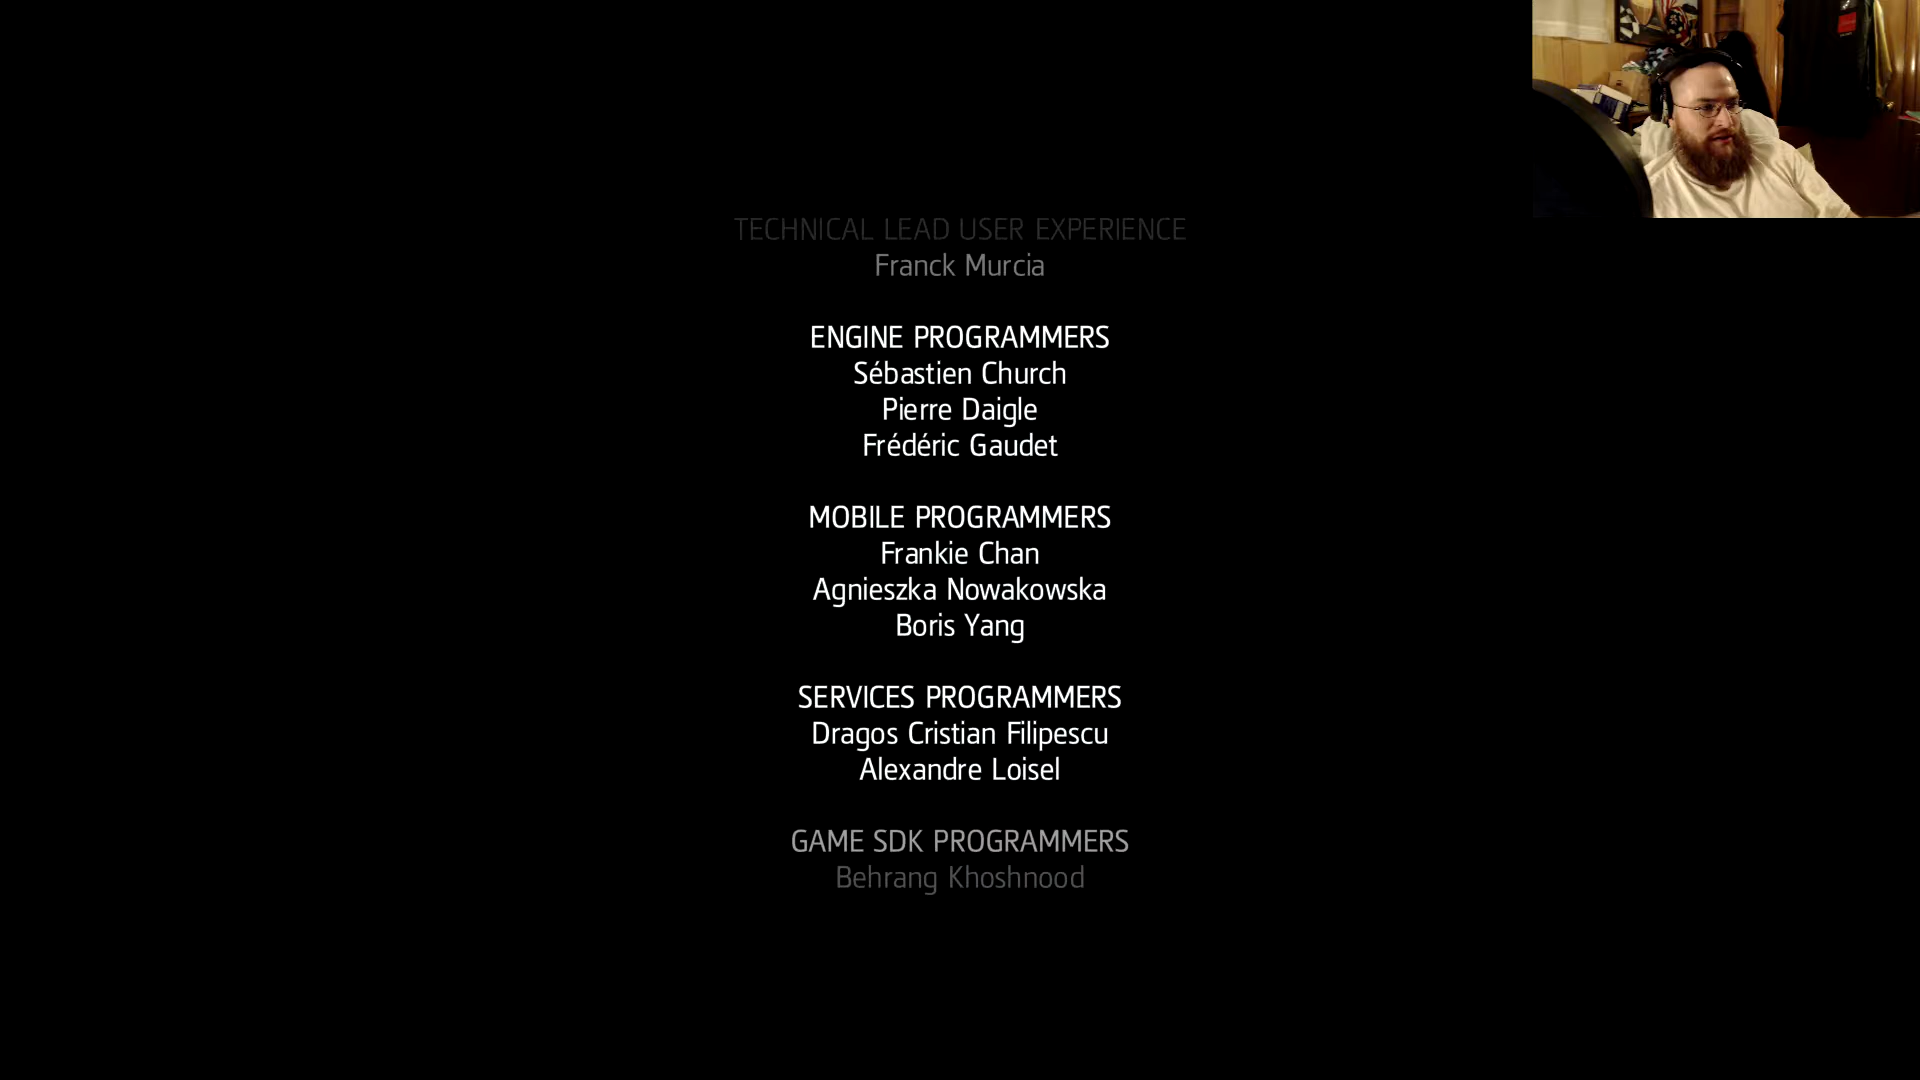 TECHNICAL LEAD USER EXPERIENCE
Franck Murcia
ENGINE PROGRAMMERS
Sébastien Church
Pierre Daigle
Frédéric Gaudet
MOBILE PROGRAMMERS
Frankie Chan
Agnieszka Nowakowska
Boris Yang
SERVICES PROGRAMMERS
Dragos Cristian Filipescu
Alexandre Loisel
GAME SDK PROGRAMMERS
Behrang Khoshnood